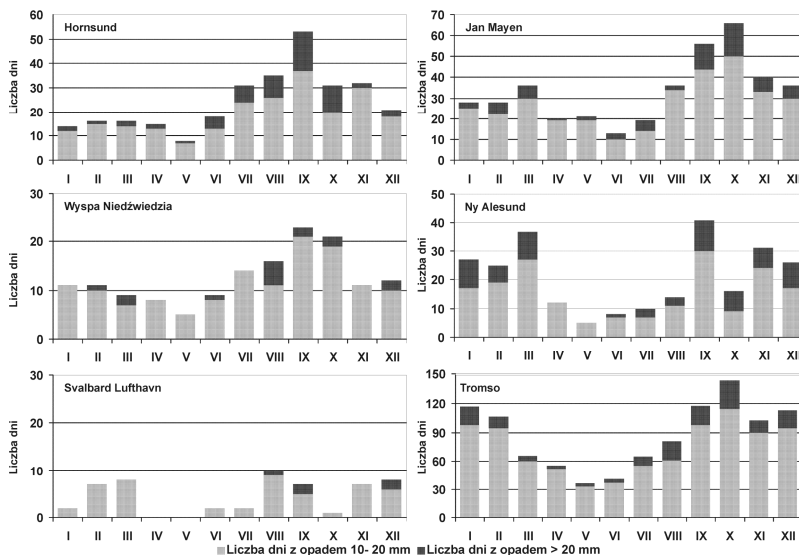 Hornsund
Liczba dni
60
50
40
30
20
10
0
I II III IV V VI VII VIII IX X XI XII
Jan Mayen
Liczba dni
70
60
50
40
30
20
10
0
I II III IV V VI VII VIII IX X XI XII
Wyspa Niedźwiedzia
Liczba dni
30
20
10
0
I II III IV V VI VII VIII IX X XI XII
Ny Alesund
Liczba dni
50
40
30
20
10
0
I II III IV V VI VII VIII IX X XI XII
Svalbard Lufthavn
Liczba dni
30
20
10
0
I II III IV V VI VII VIII IX X XI XII
Tromso
Liczba dni
150
120
90
60
30
0
I II III IV V VI VII VIII IX X XI XII
Liczba dni z opadem 10- 20 mm Liczba dni z opadem > 20 mm